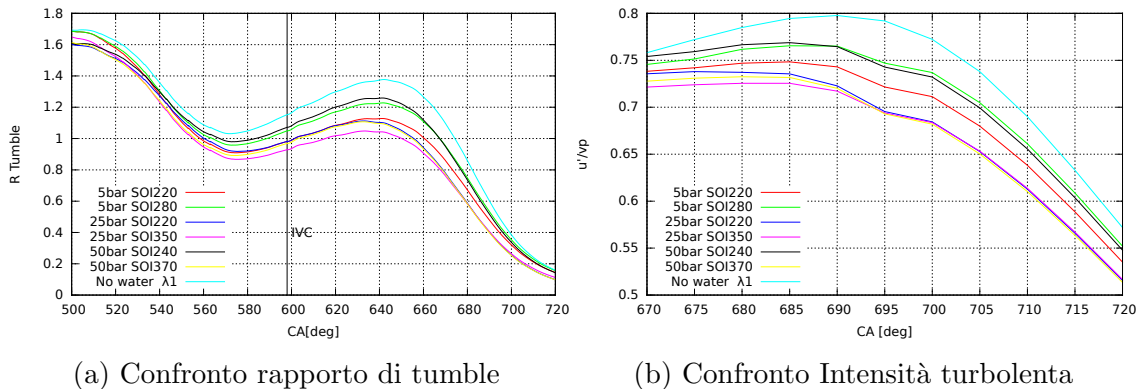 R Tumble
1.8
1.6
1.4
1.2
1
0.8
0.6
0.4
0.2
0
500 520 540 560 580 600 620 640 660 680 700 720
CA[deg]
IVC
5bar SOI220
5bar SOI280
25bar SOI220
25bar SOI350
50bar SOI240
50bar SOI370
No water λ1
(a) Confronto rapporto di tumble
u'/vp
0.8
0.75
0.7
0.65
0.6
0.55
0.5
670 675 680 685 690 695 700 705 710 715 720
CA [deg]
5bar SOI220
5bar SOI280
25bar SOI220
25bar SOI350
50bar SOI240
50bar SOI370
No water λ1
(b) Confronto Intensità turbolenta